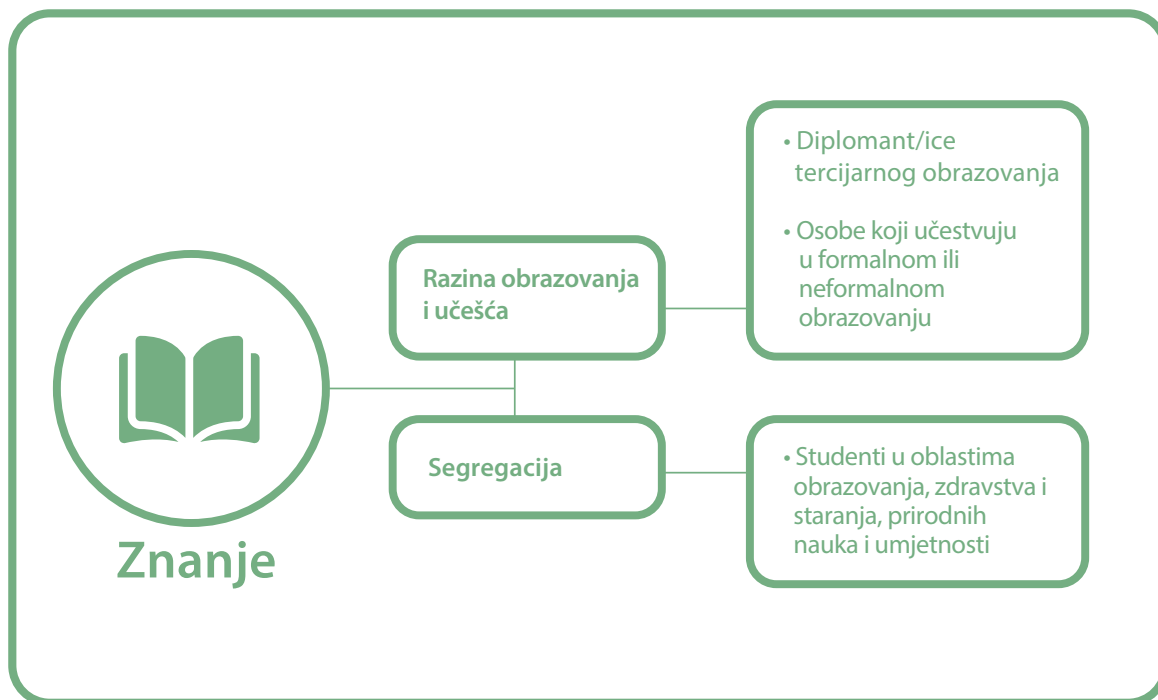 Znanje
Razina obrazovanja
i učešća
• Diplomant/ice
tercijarnog obrazovanja
• Osobe koji učestvuju
u formalnom ili
neformalnom
obrazovanju
Segregacija
• Studenti u oblastima
obrazovanja, zdravstva i
staranja, prirodnih
nauka i umjetnosti